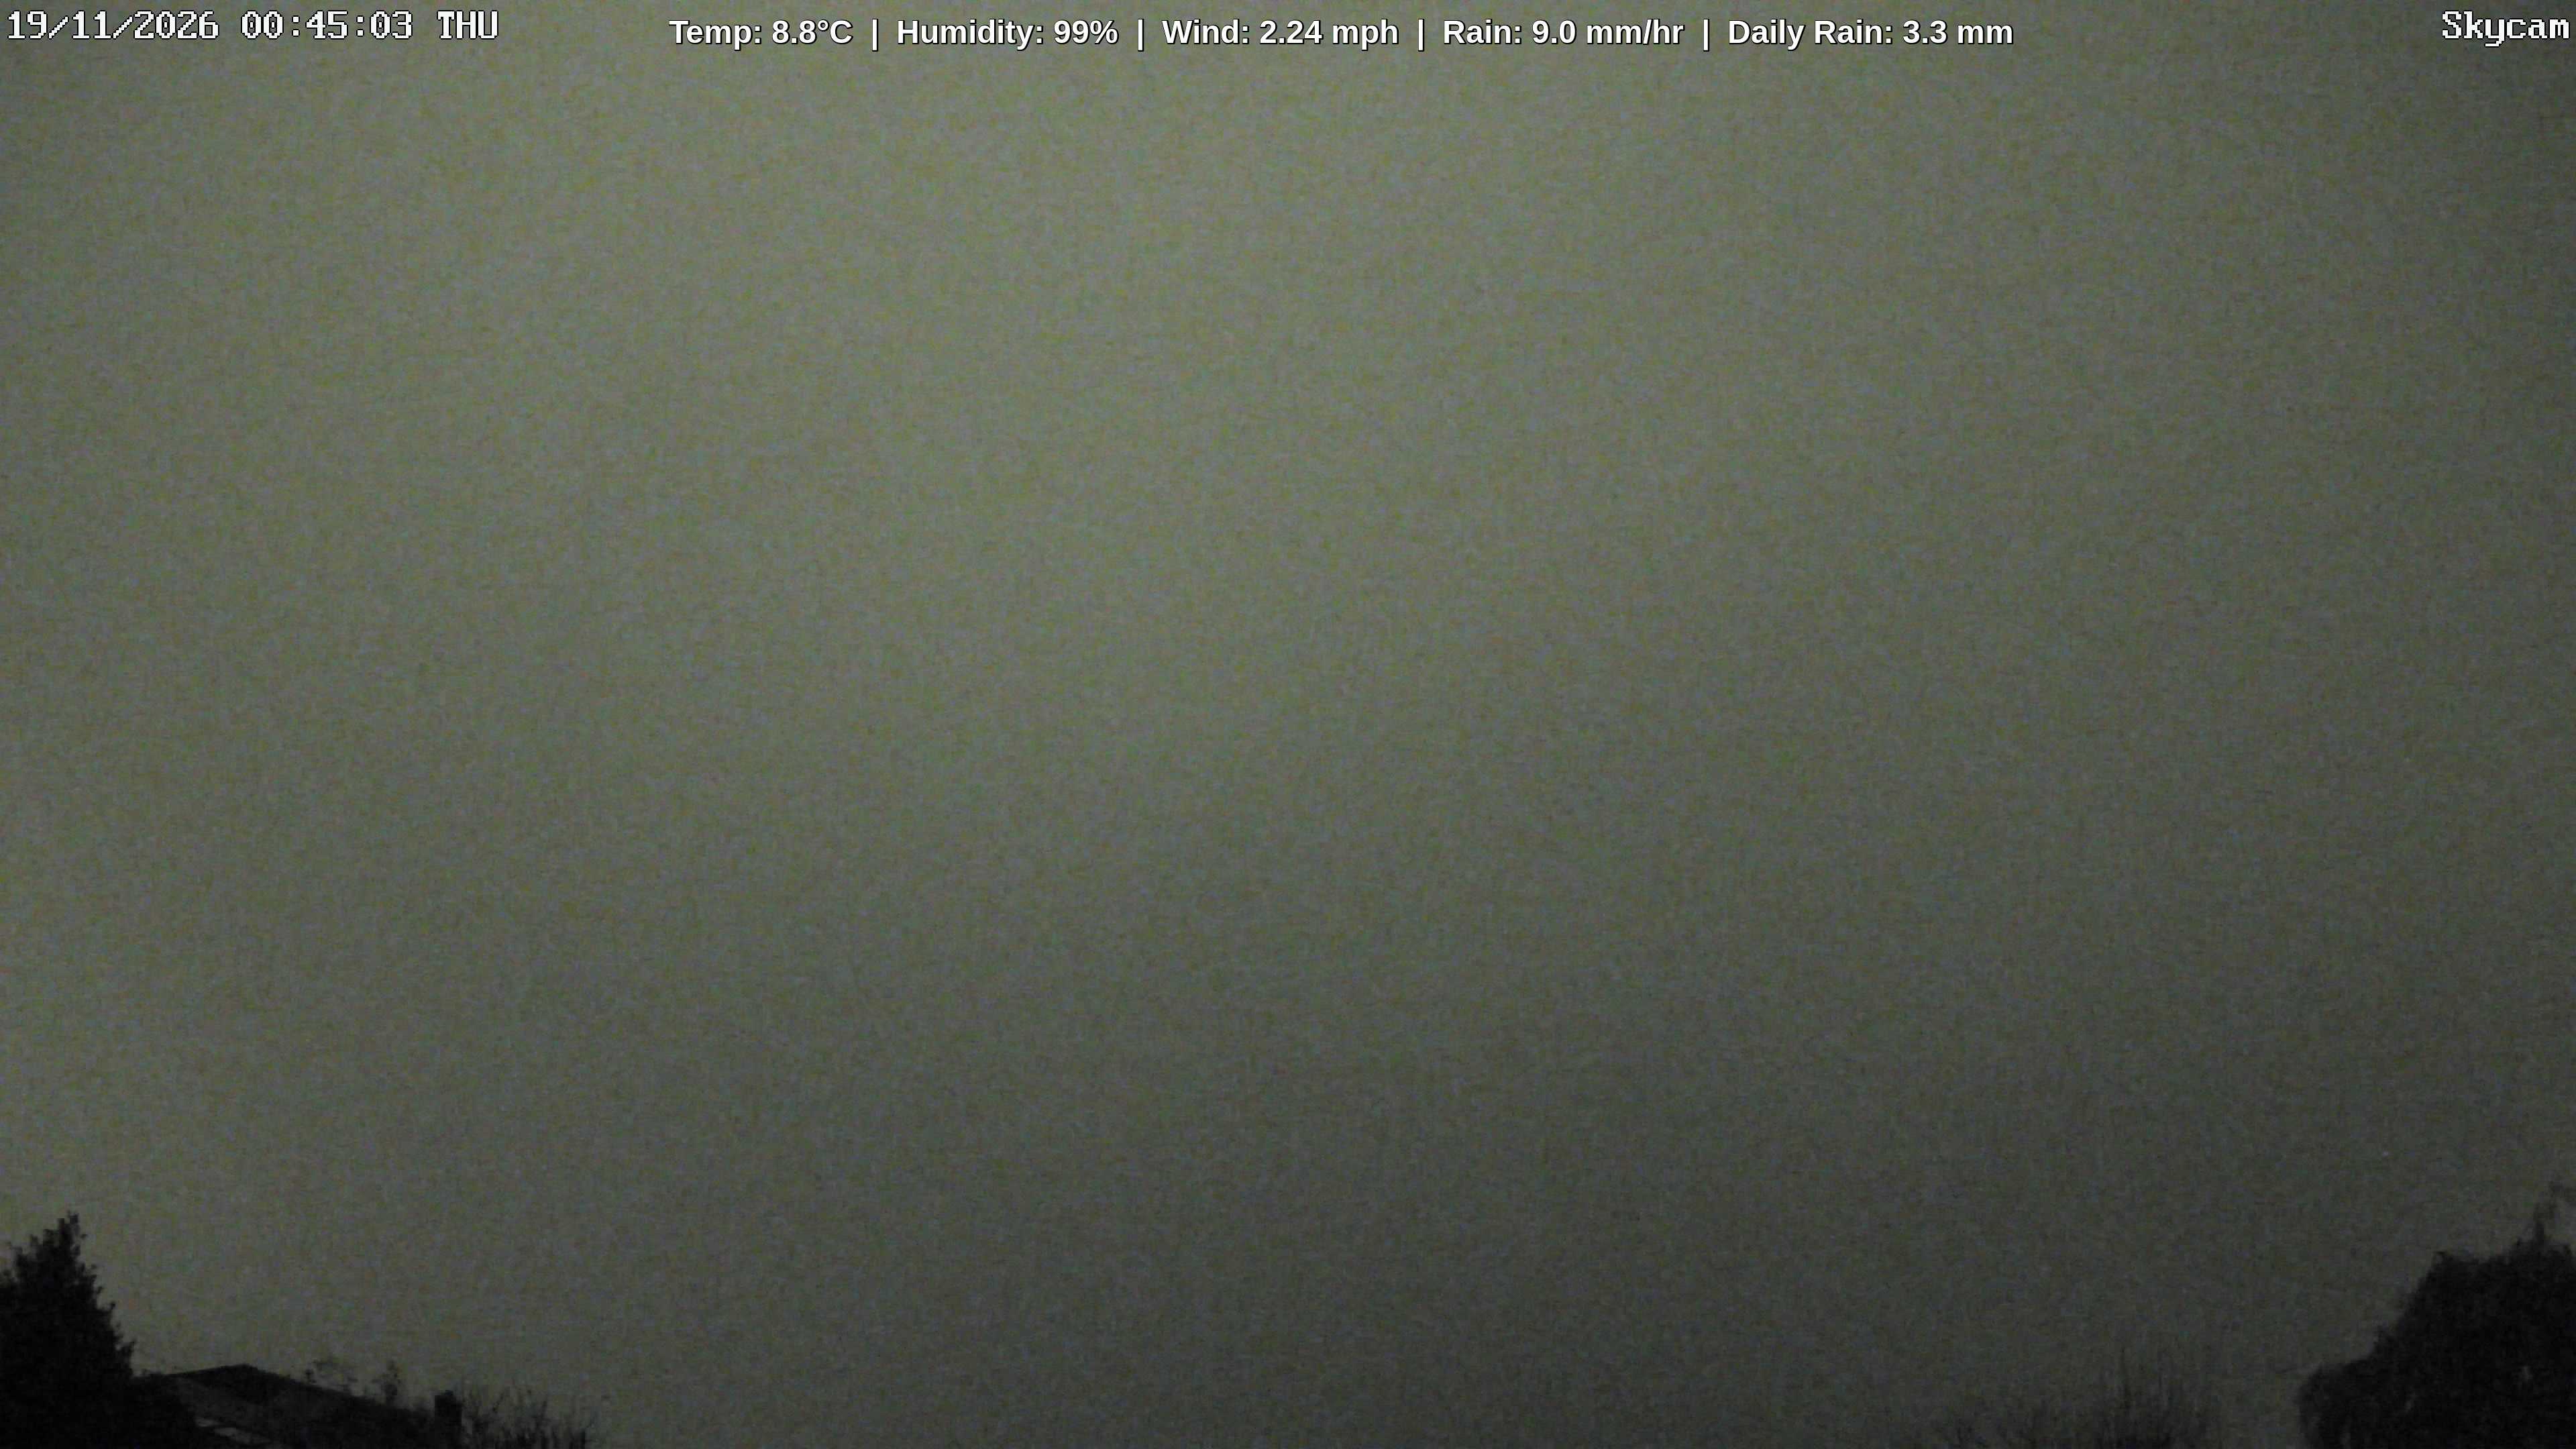 19/11/2026 00:45:03 THU
Temp: 8.8°C | Humidity: 99% | Wind: 2.24 mph | Rain: 9.0 mm/hr | Daily Rain: 3.3 mm
Skycam